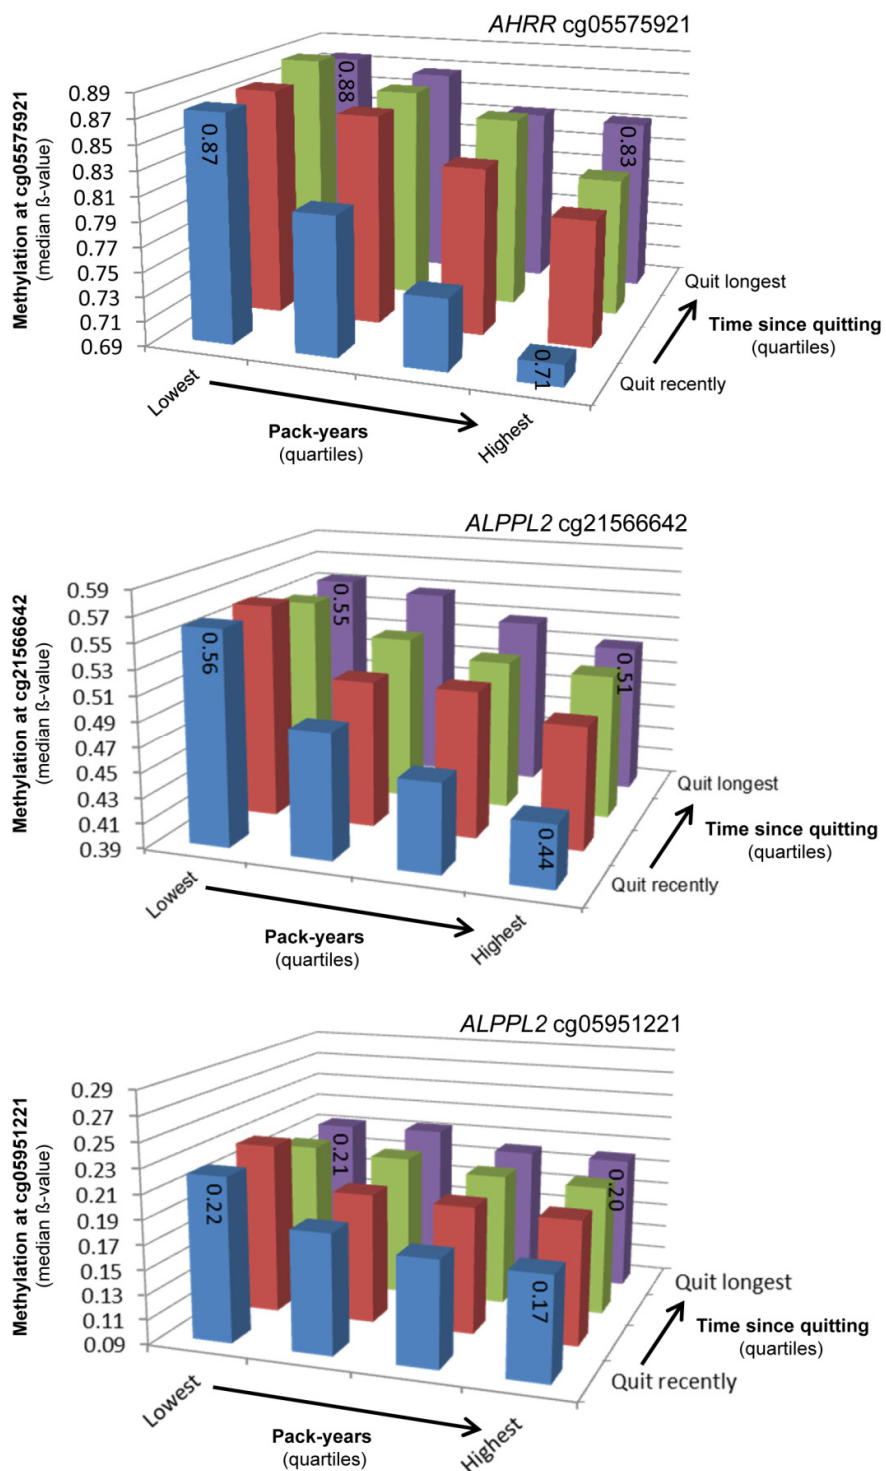 AHRR cg05575921
Methylation at cg05575921
(median ß-value)
0.89
0.87
0.85
0.83
0.81
0.79
0.77
0.75
0.73
0.71
0.69
0.87
0.88
0.83
0.71
Quit longest
Time since quitting
(quartiles)
Quit recently
Lowest
Highest
Pack-years
(quartiles)
ALPPL2 cg21566642
Methylation at cg21566642
(median ß-value)
0.59
0.57
0.55
0.53
0.51
0.49
0.47
0.45
0.43
0.41
0.39
0.56
0.55
0.51
0.44
Quit longest
Time since quitting
(quartiles)
Quit recently
Lowest
Highest
Pack-years
(quartiles)
ALPPL2 cg05951221
Methylation at cg05951221
(median ß-value)
0.29
0.27
0.25
0.23
0.21
0.19
0.17
0.15
0.13
0.11
0.09
0.22
0.21
0.20
0.17
Quit longest
Time since quitting
(quartiles)
Quit recently
Lowest
Highest
Pack-years
(quartiles)